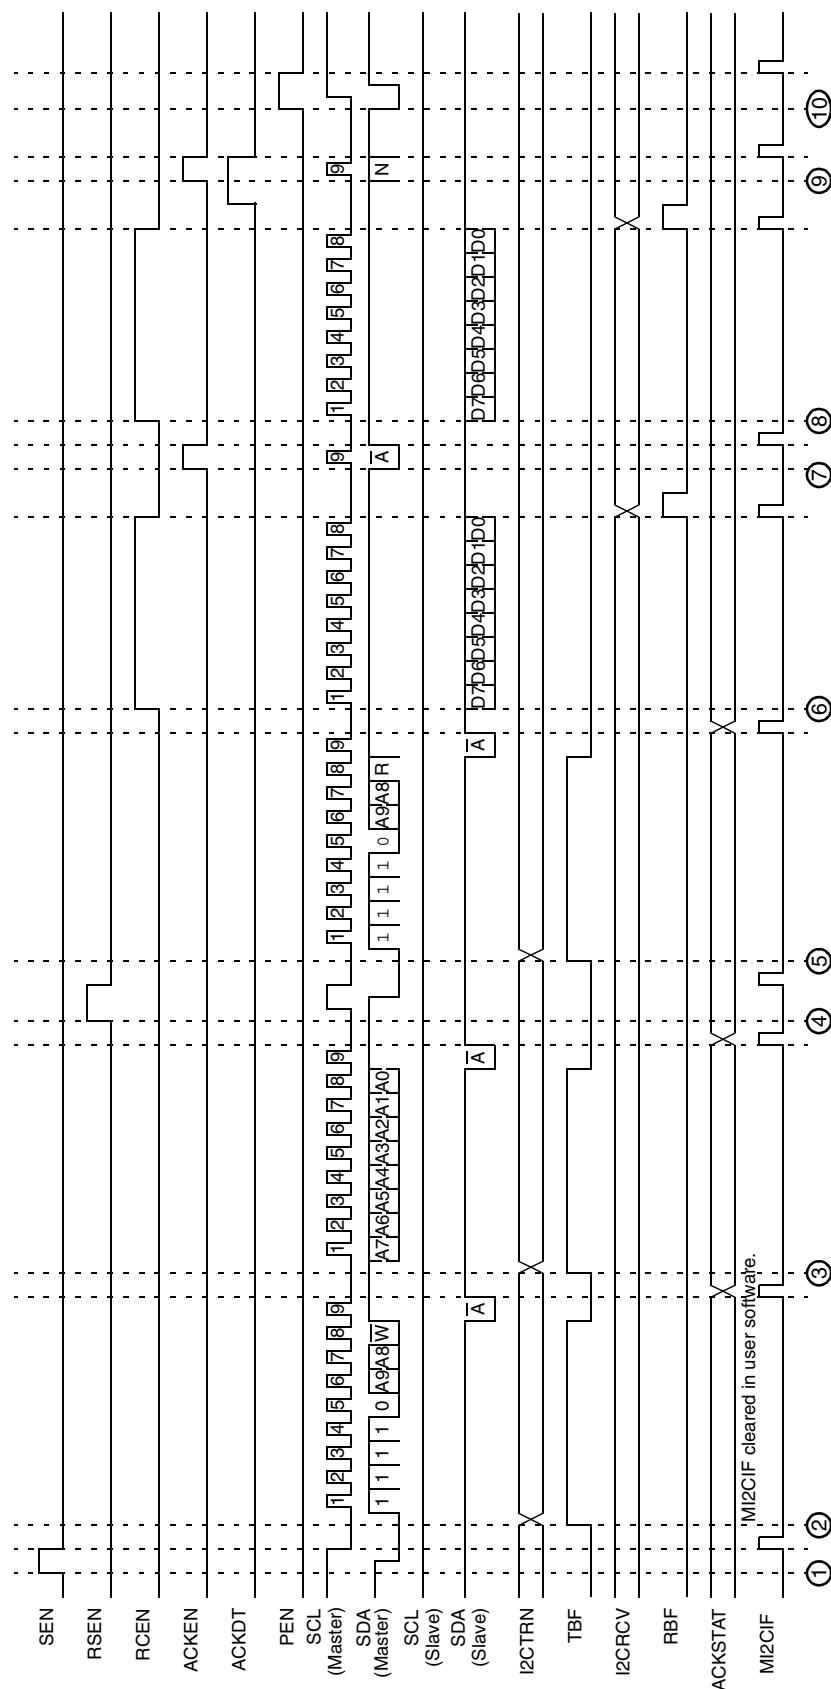 SEN
RSEN
RCEN
ACKEN
ACKDT
PEN
SCL
(Master)
1 2 3 4 5 6 7 8 9 1 2 3 4 5 6 7 8 9 1 2 3 4 5 6 7 8 9 1 2 3 4 5 6 7 8 9 1 2 3 4 5 6 7 8 9
SDA
(Master)
1 1 1 1 0 A9 A8 W̅ A7 A6 A5 A4 A3 A2 A1 A0 1 1 1 1 0 A9 A8 R A̅ N
SCL
(Slave)
SDA
(Slave)
A̅ A̅ A̅ D7 D6 D5 D4 D3 D2 D1 D0 D7 D6 D5 D4 D3 D2 D1 D0
I2CTRN
TBF
I2CRCV
RBF
ACKSTAT
MI2CIF cleared in user software.
MI2CIF
1 2 3 4 5 6 7 8 9 10